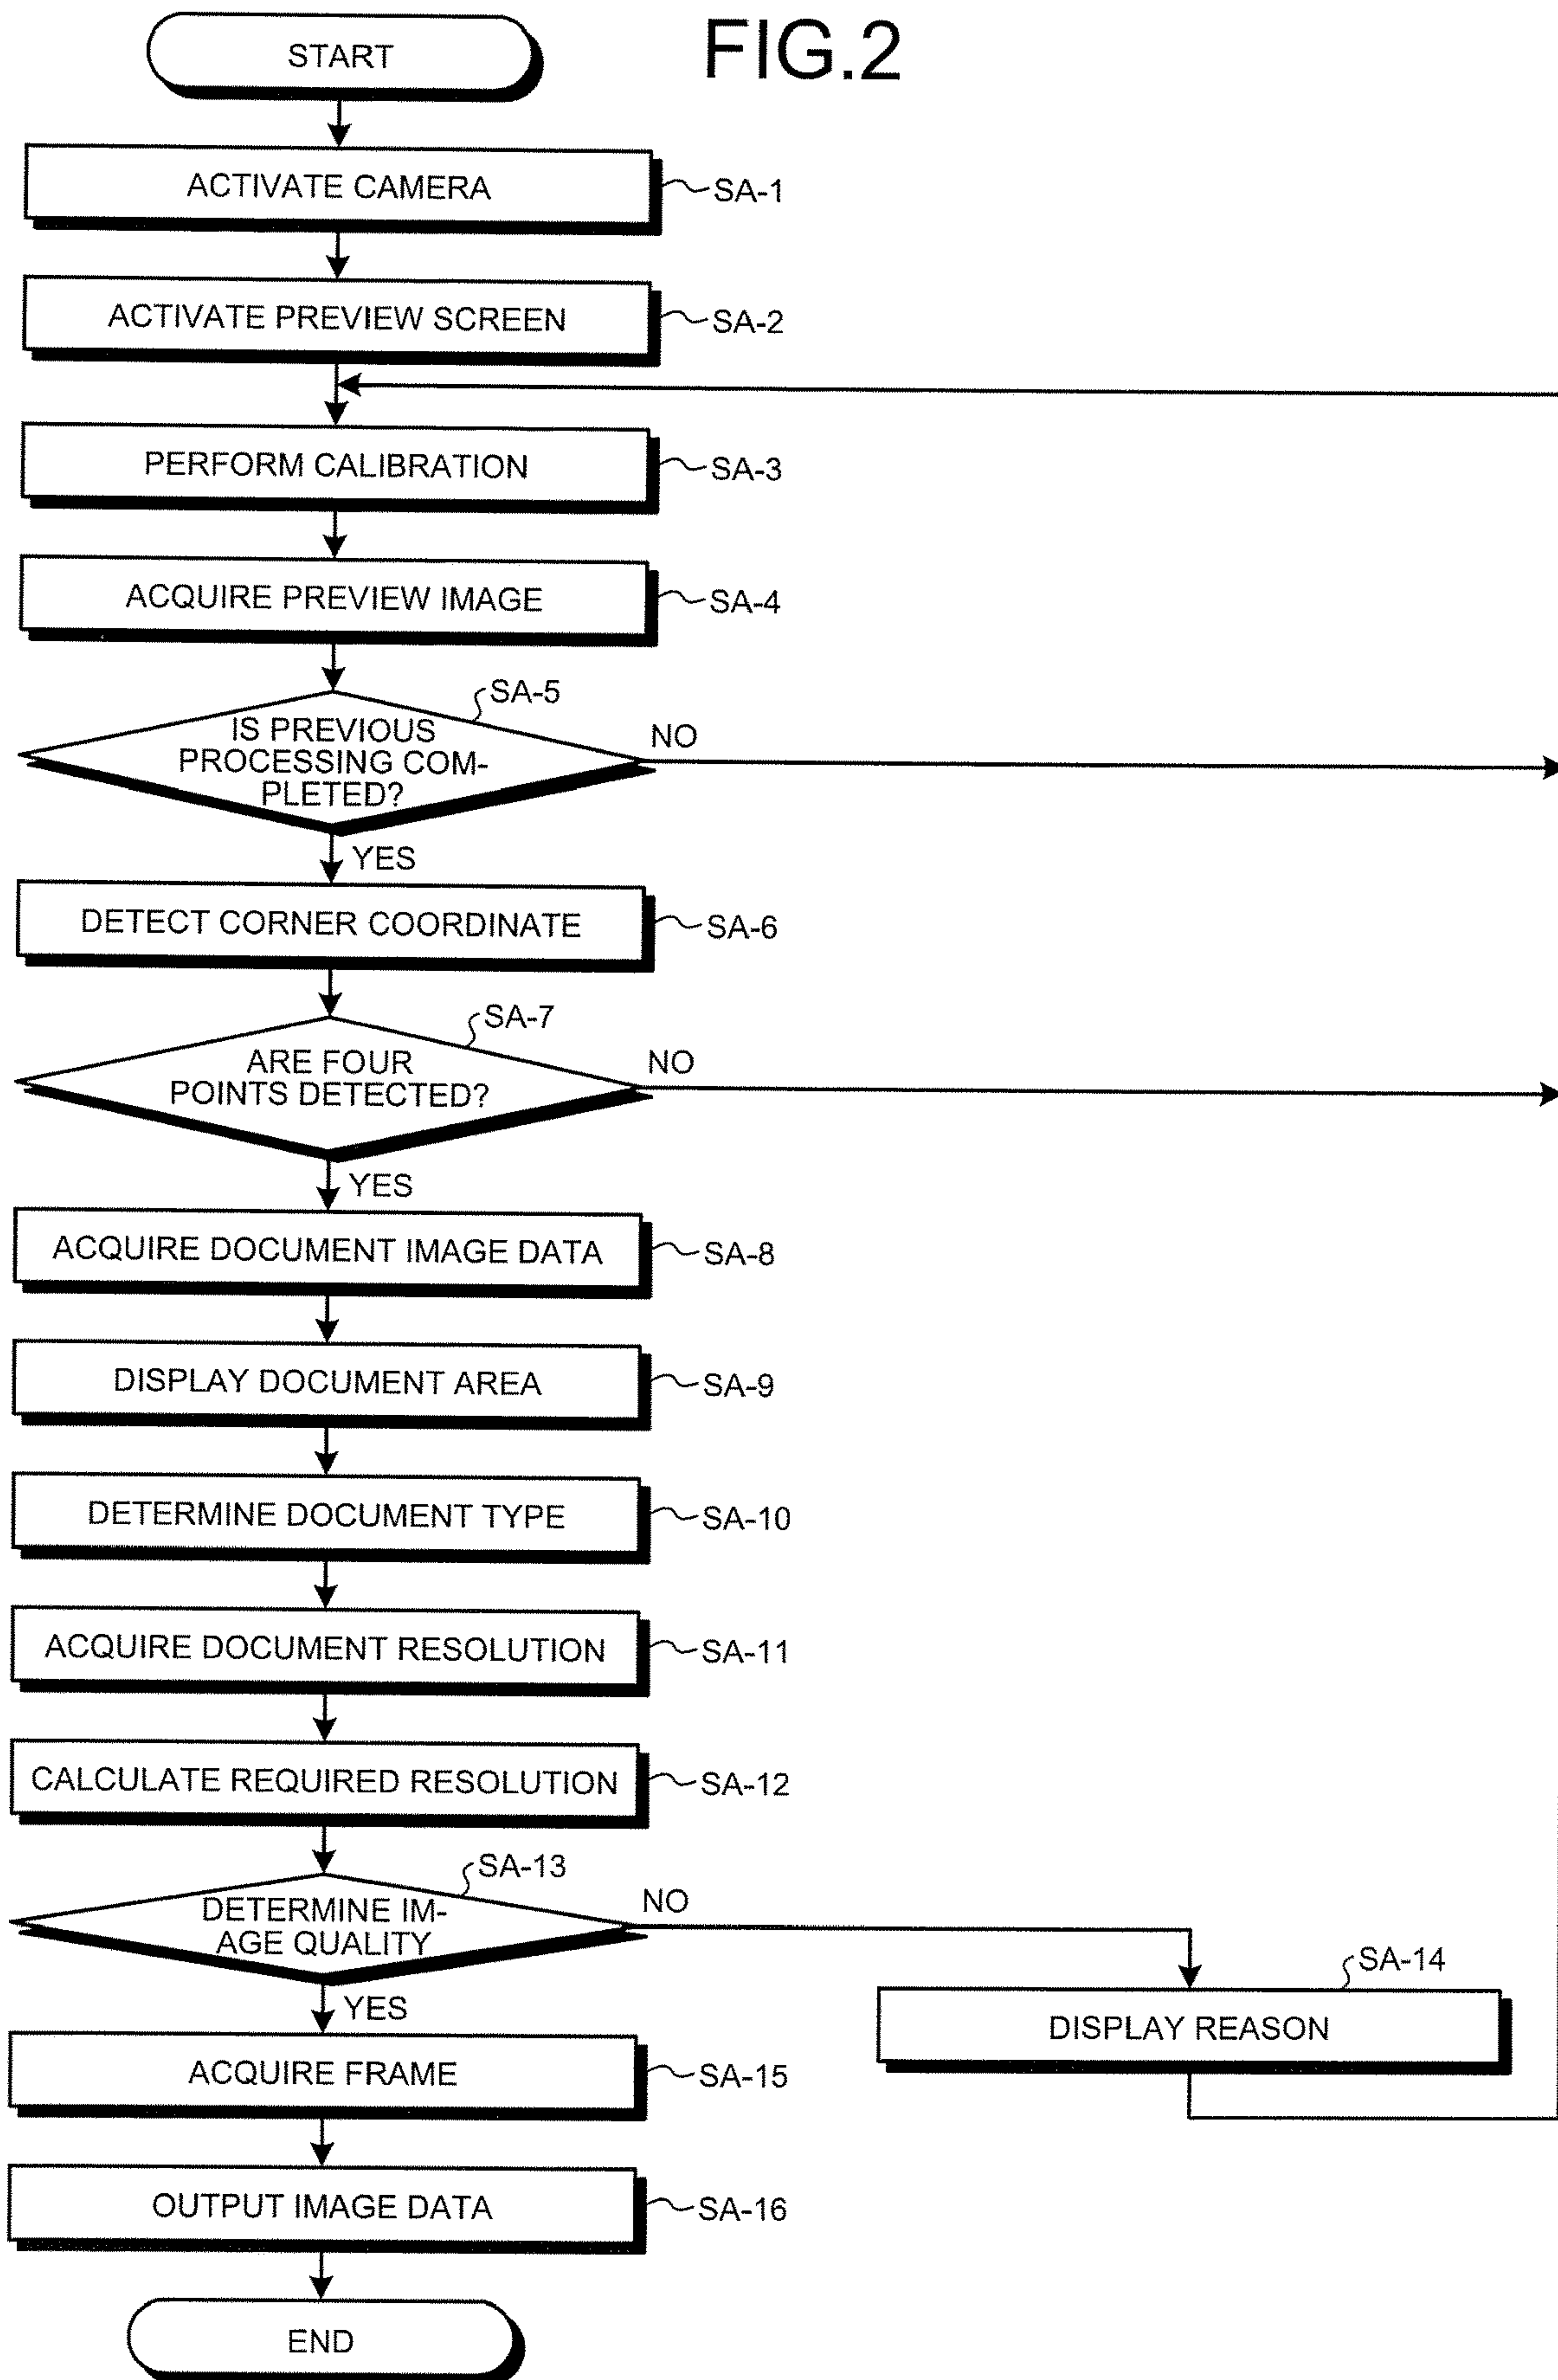 FIG.2
START
ACTIVATE CAMERA
SA-1
ACTIVATE PREVIEW SCREEN
SA-2
PERFORM CALIBRATION
SA-3
ACQUIRE PREVIEW IMAGE
SA-4
SA-5
IS PREVIOUS
PROCESSING COM-
PLETED?
NO
YES
DETECT CORNER COORDINATE
SA-6
SA-7
ARE FOUR
POINTS DETECTED?
NO
YES
ACQUIRE DOCUMENT IMAGE DATA
SA-8
DISPLAY DOCUMENT AREA
SA-9
DETERMINE DOCUMENT TYPE
SA-10
ACQUIRE DOCUMENT RESOLUTION
SA-11
CALCULATE REQUIRED RESOLUTION
SA-12
SA-13
DETERMINE IM-
AGE QUALITY
NO
SA-14
DISPLAY REASON
YES
ACQUIRE FRAME
SA-15
OUTPUT IMAGE DATA
SA-16
END